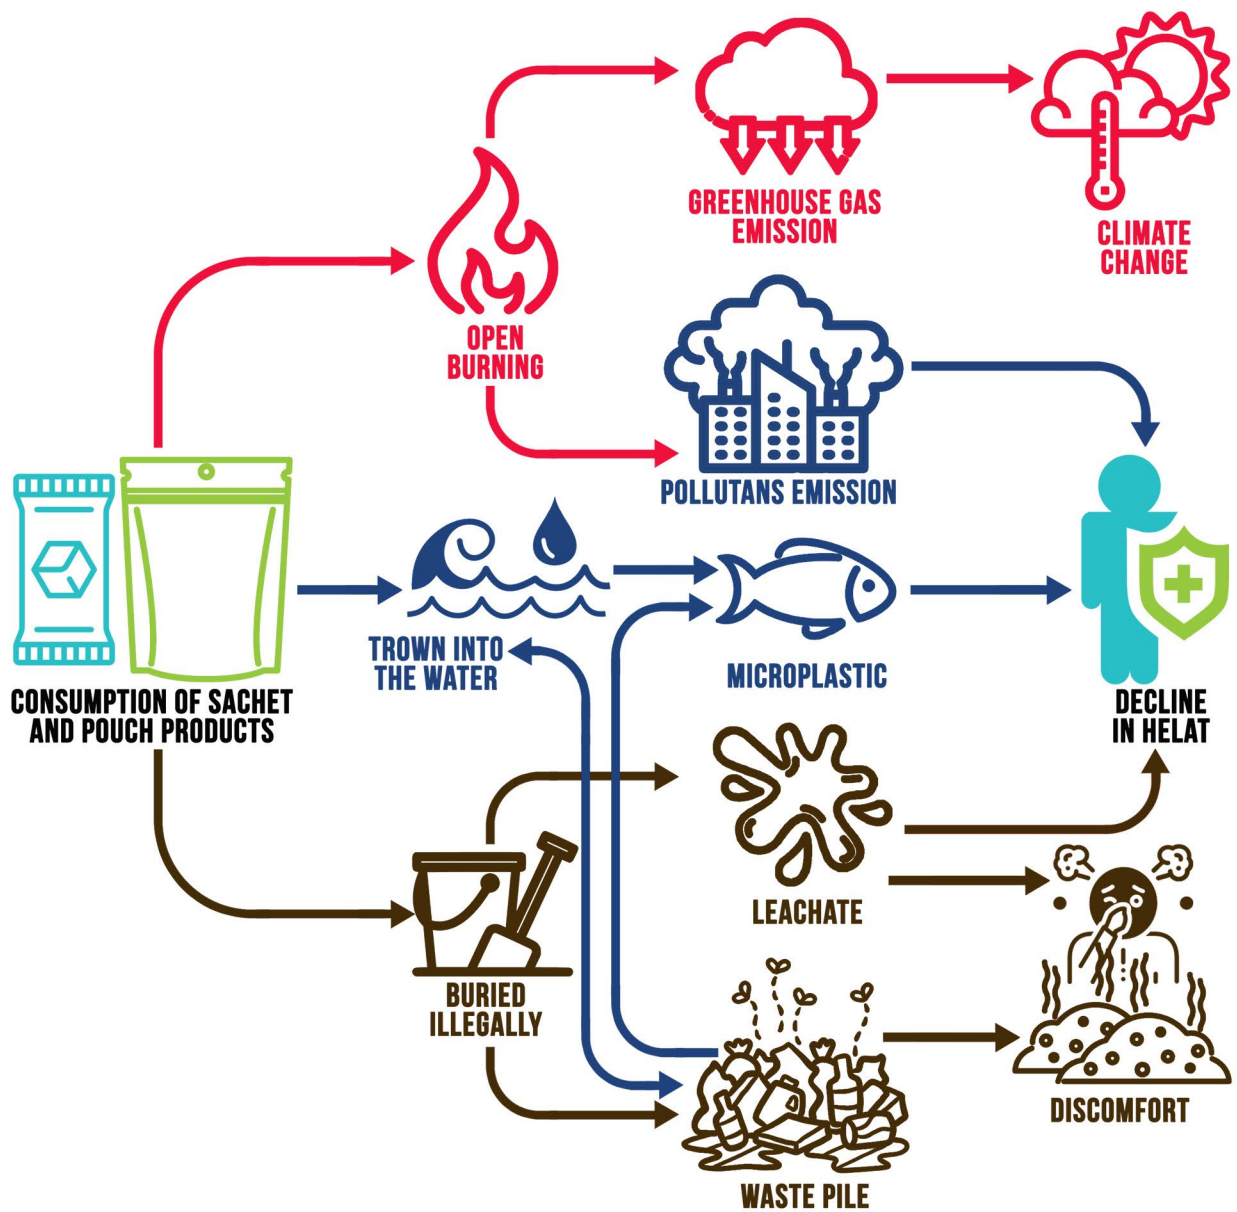 GREENHOUSE GAS
EMISSION
CLIMATE
CHANGE
OPEN
BURNING
POLLUTANS EMISSION
TROWN INTO
THE WATER
MICROPLASTIC
CONSUMPTION OF SACHET
AND POUCH PRODUCTS
DECLINE
IN HELAT
LEACHATE
BURIED
ILLEGALLY
DISCOMFORT
WASTE PILE